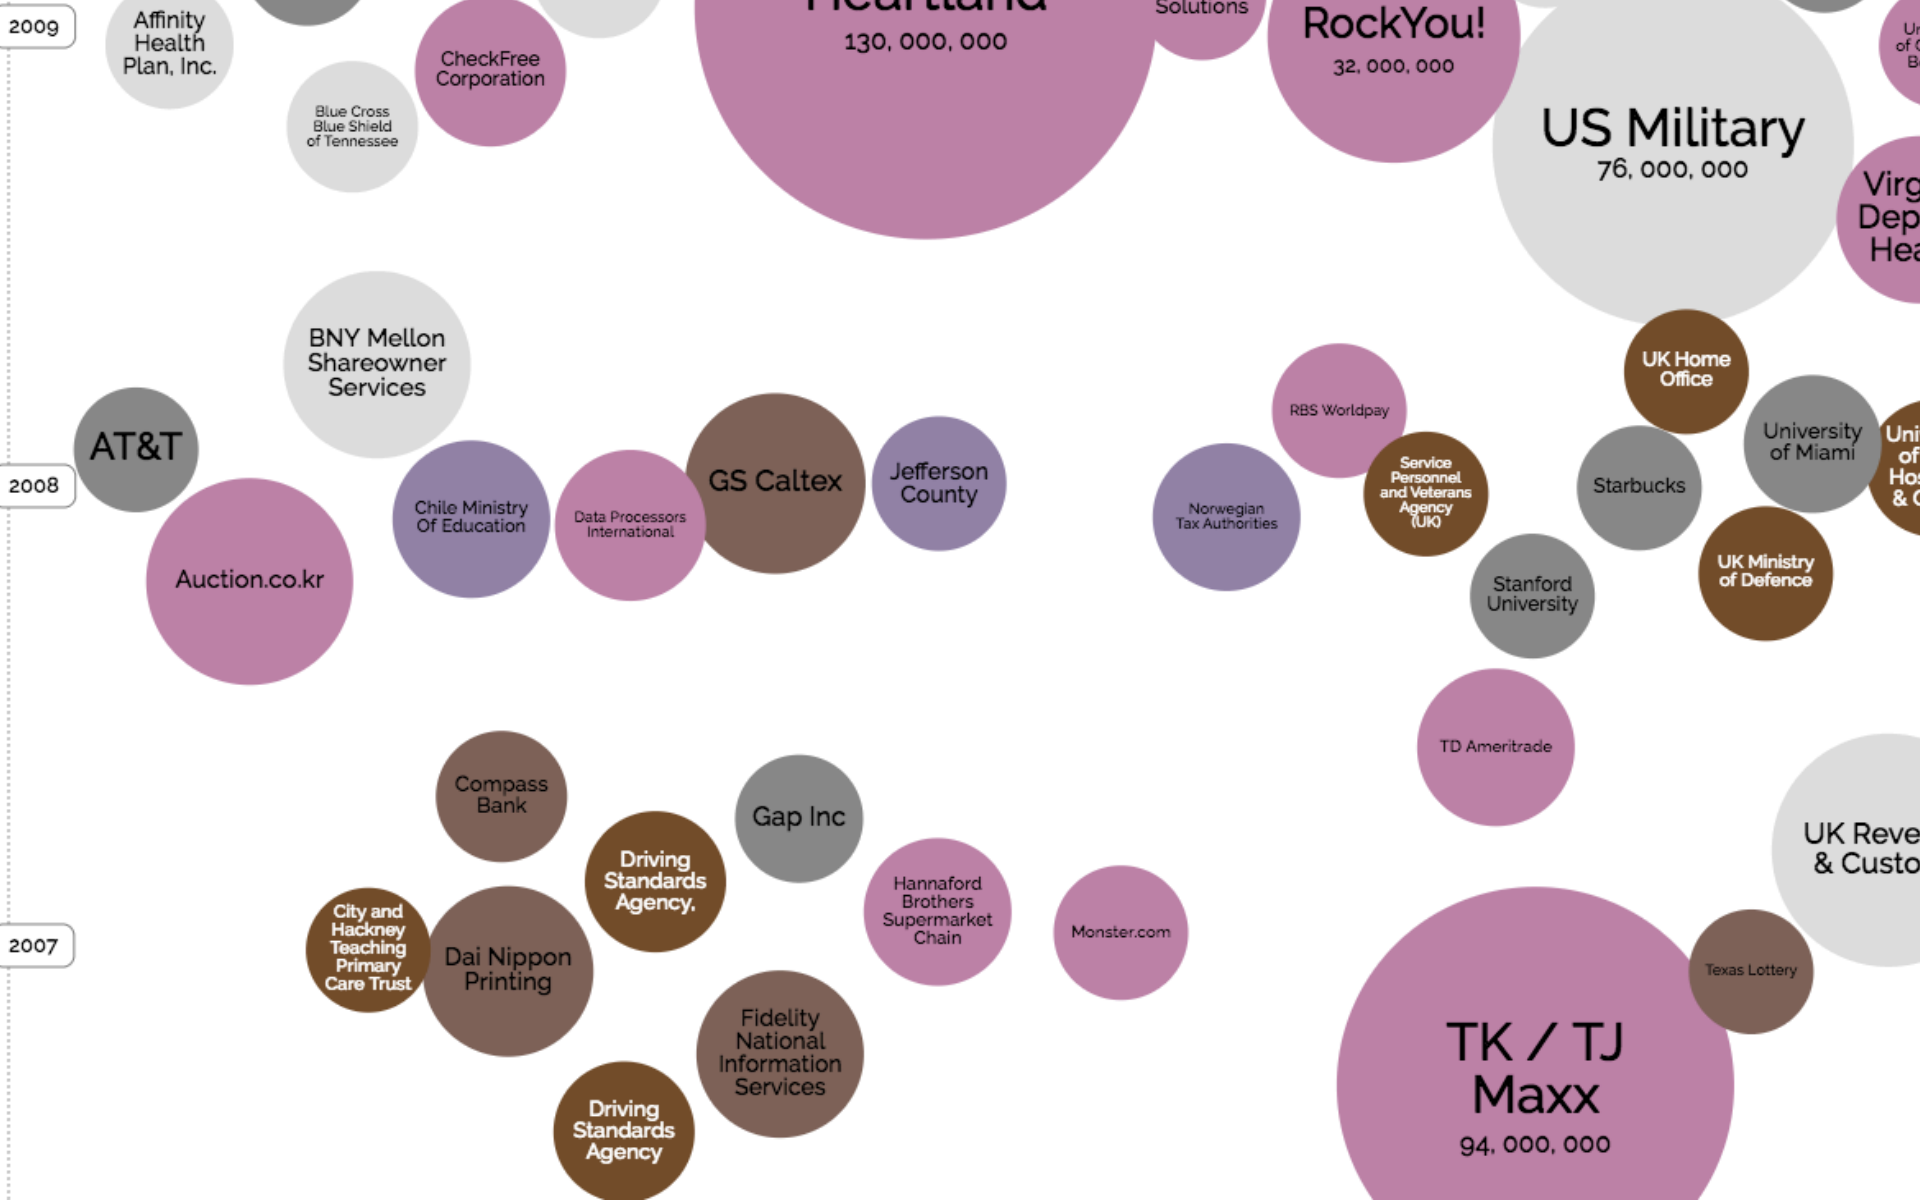 2009
Affinity
Health
Plan, Inc.
CheckFree
Corporation
Blue Cross
Blue Shield
of Tennessee
Heartland
130, 000, 000
Solutions
RockYou!
32, 000, 000
US Military
76, 000, 000
BNY Mellon
Shareowner
Services
UK Home
Office
AT&T
2008
Auction.co.kr
Chile Ministry
Of Education
Data Processors
International
GS Caltex
Jefferson
County
RBS Worldpay
Norwegian
Tax Authorities
Service
Personnel
and Veterans
Agency
(UK)
Starbucks
University
of Miami
of
& C
Stanford
University
UK Ministry
of Defence
TD Ameritrade
Compass
Bank
Gap Inc
Driving
Standards
Agency,
Hannaford
Brothers
Supermarket
Chain
Monster.com
UK Reve
& Custo
2007
City and
Hackney
Teaching
Primary
Care Trust
Dai Nippon
Printing
Texas Lottery
Fidelity
National
Information
Services
Driving
Standards
Agency
TK / TJ
Maxx
94, 000, 000